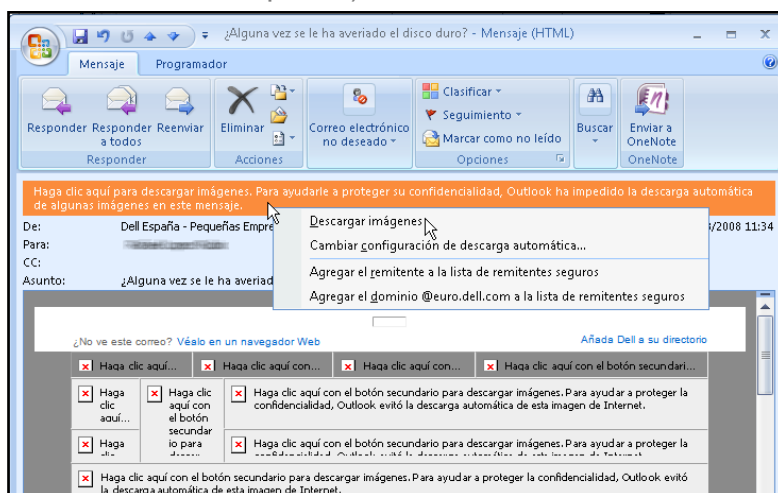 ¿Alguna vez se le ha averiado el disco duro? - Mensaje (HTML)
Mensaje Programador
Responder Responder a todos Reenviar
Responder
Eliminar
Acciones
Correo electrónico no deseado
Clasificar
Seguimiento
Marcar como no leído
Opciones
Buscar
Enviar a OneNote
OneNote
Haga clic aquí para descargar imágenes. Para ayudarle a proteger su confidencialidad, Outlook ha impedido la descarga automática
de algunas imágenes en este mensaje.
De: Dell España - Pequeñas Empre
/2008 11:34
Para:
CC:
Asunto: ¿Alguna vez se le ha averiad
Descargar imágenes
Cambiar configuración de descarga automática...
Agregar el remitente a la lista de remitentes seguros
Agregar el dominio @euro.dell.com a la lista de remitentes seguros
¿No ve este correo? Véalo en un navegador Web
Añada Dell a su directorio
Haga clic aquí... Haga clic aquí con... Haga clic aquí con... Haga clic aquí con el botón secundari...
Haga
clic
aquí...
Haga clic
aquí con
el botón
secundar
io para
Haga clic aquí con el botón secundario para descargar imágenes. Para ayudar a proteger la
confidencialidad, Outlook evitó la descarga automática de esta imagen de Internet.
Haga
Haga clic aquí con el botón secundario para descargar imágenes. Para ayudar a proteger la
Haga clic aquí con el botón secundario para descargar imágenes. Para ayudar a proteger la confidencialidad, Outlook evitó
la descarga automática de esta imagen de Internet.